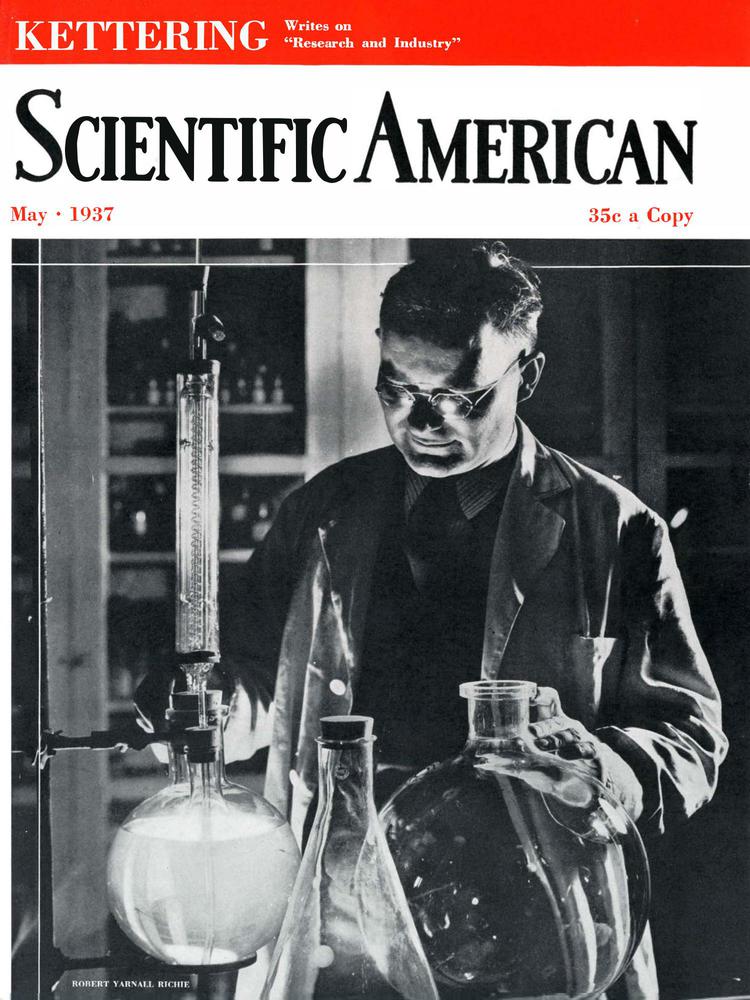 KETTERING
Writes on
“Research and Industry”
SCIENTIFIC AMERICAN
May · 1937
35c a Copy
ROBERT YARNALL RICHIE